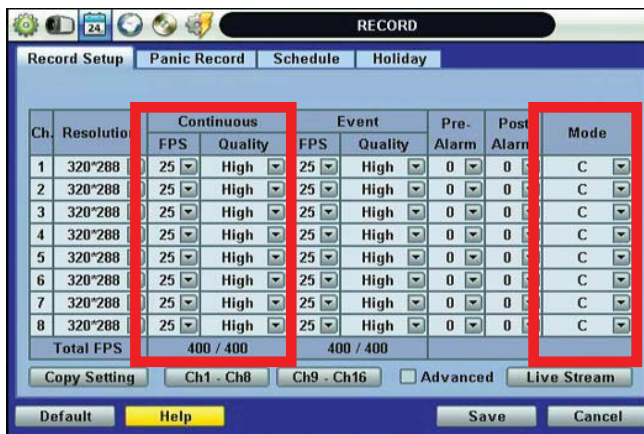 24
RECORD
Record Setup Panic Record Schedule Holiday
Ch. Resolution Continuous Event Pre-Alarm Post Alarm Mode
FPS Quality FPS Quality
1 320*288 25 High 25 High 0 0 C
2 320*288 25 High 25 High 0 0 C
3 320*288 25 High 25 High 0 0 C
4 320*288 25 High 25 High 0 0 C
5 320*288 25 High 25 High 0 0 C
6 320*288 25 High 25 High 0 0 C
7 320*288 25 High 25 High 0 0 C
8 320*288 25 High 25 High 0 0 C
Total FPS 400 / 400 400 / 400
Copy Setting Ch1 - Ch8 Ch9 - Ch16 Advanced Live Stream
Default Help Save Cancel